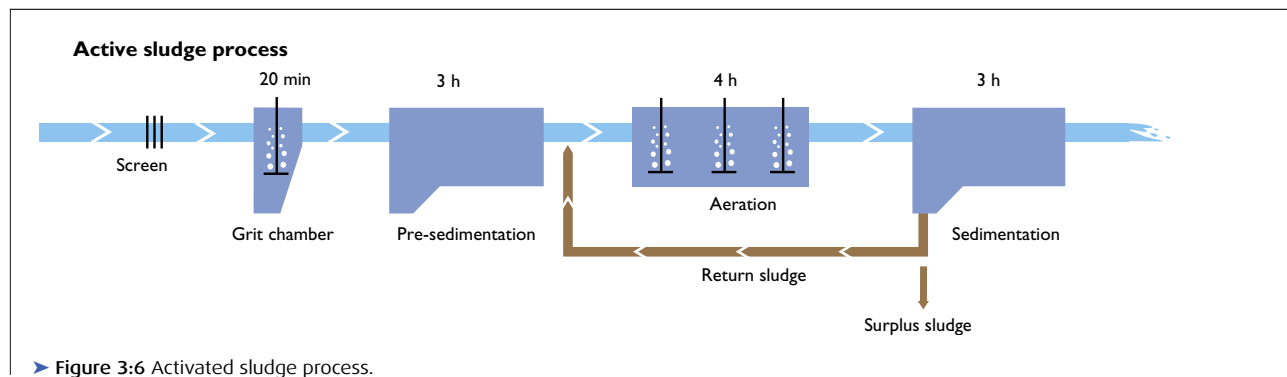 Active sludge process
20 min
3 h
4 h
3 h
Screen
Grit chamber
Pre-sedimentation
Aeration
Sedimentation
Return sludge
Surplus sludge
➤ Figure 3:6 Activated sludge process.